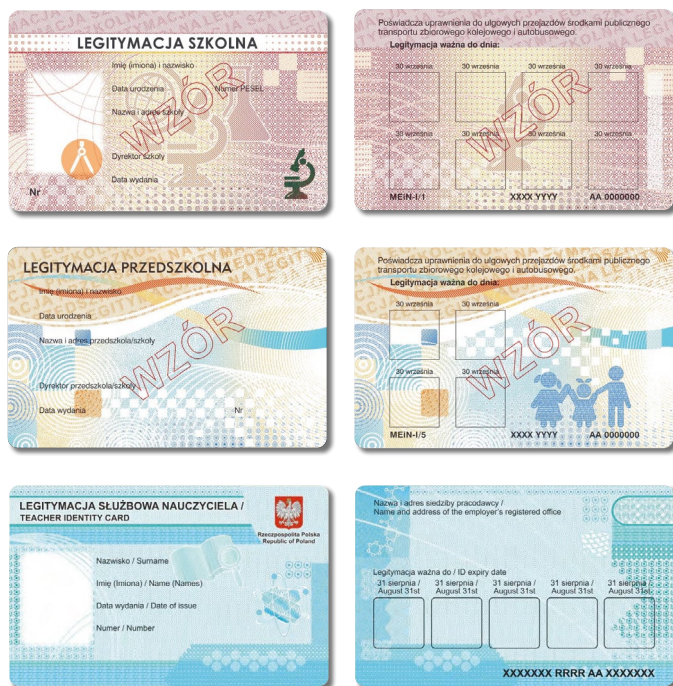 LEGITYMACJA SZKOLNA
Imię (imiona) i nazwisko
Data urodzenia Numer PESEL
Nazwa i adres szkoły
Dyrektor szkoły
Data wydania
Nr
WZÓR
Poświadcza uprawnienia do ulgowych przejazdów środkami publicznego
transportu zbiorowego kolejowego i autobusowego.
Legitymacja ważna do dnia:
30 września 30 września 30 września 30 września
30 września 30 września 30 września 30 września
WZÓR
MEiN-I/1 XXXX YYYY AA 0000000
LEGITYMACJA PRZEDSZKOLNA
Imię (imiona) i nazwisko
Data urodzenia
Nazwa i adres przedszkola/szkoły
Dyrektor przedszkola/szkoły
Data wydania Nr
WZÓR
Poświadcza uprawnienia do ulgowych przejazdów środkami publicznego
transportu zbiorowego kolejowego i autobusowego.
Legitymacja ważna do dnia:
30 września 30 września
30 września 30 września
WZÓR
MEiN-I/5 XXXX YYYY AA 0000000
LEGITYMACJA SŁUŻBOWA NAUCZYCIELA /
TEACHER IDENTITY CARD
Rzeczpospolita Polska
Republic of Poland
Nazwisko / Surname
Imię (Imiona) / Name (Names)
Data wydania / Date of issue
Numer / Number
Nazwa i adres siedziby pracodawcy /
Name and address of the employer's registered office
Legitymacja ważna do / ID expiry date
31 sierpnia / 31 sierpnia / 31 sierpnia / 31 sierpnia / 31 sierpnia /
August 31st August 31st August 31st August 31st August 31st
XXXXXXX RRRR AA XXXXXXX